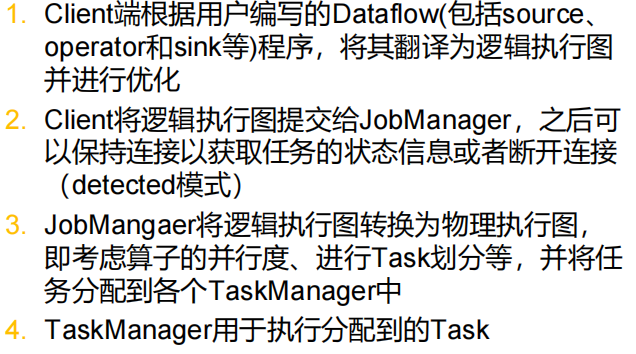 1. Client端根据用户编写的Dataflow(包括source、
operator和sink等)程序，将其翻译为逻辑执行图
并进行优化
2. Client将逻辑执行图提交给JobManager，之后可
以保持连接以获取任务的状态信息或者断开连接
（detected模式）
3. JobMangaer将逻辑执行图转换为物理执行图，
即考虑算子的并行度、进行Task划分等，并将任
务分配到各个TaskManager中
4. TaskManager用于执行分配到的Task